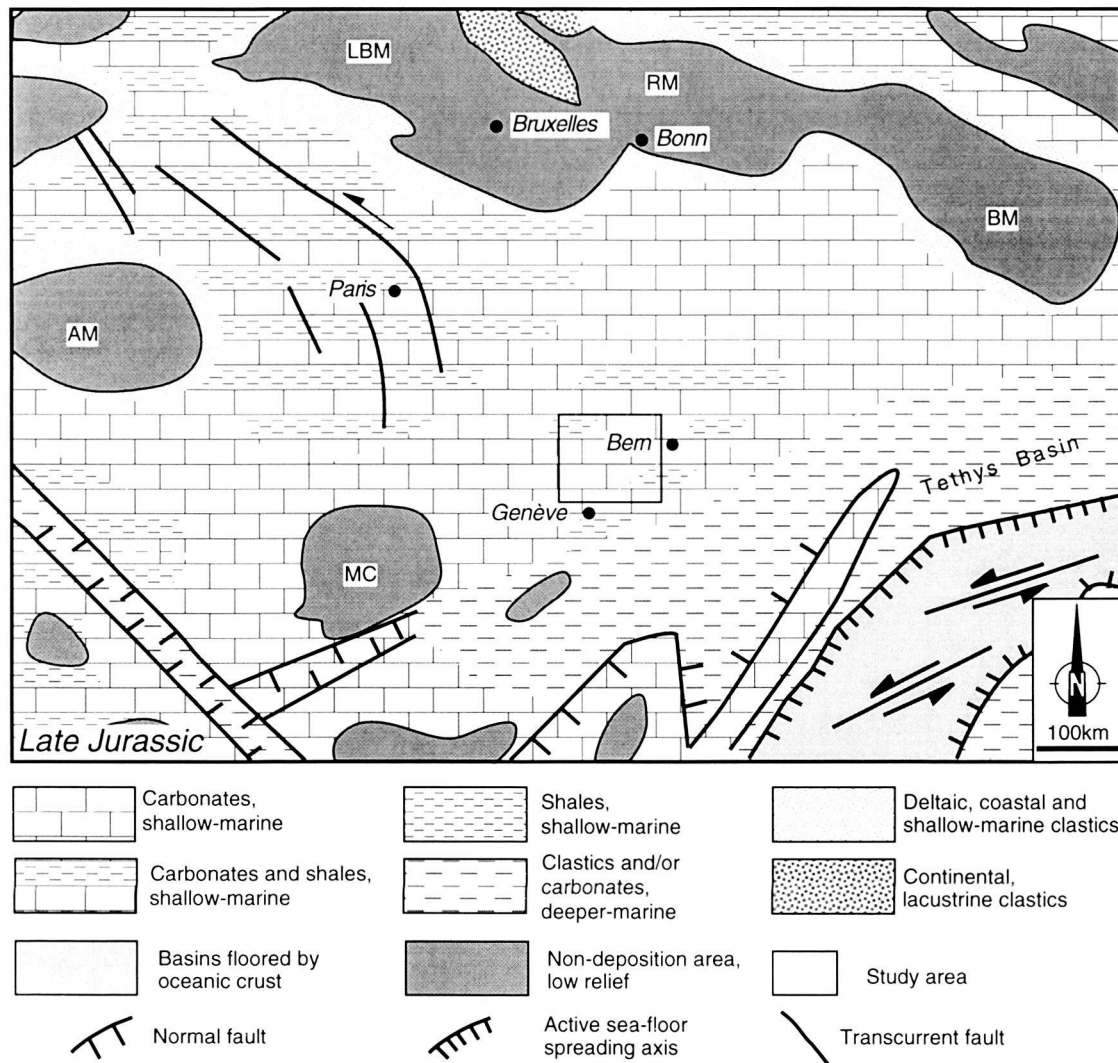 LBM
RM
Bruxelles
Bonn
BM
Paris
AM
Bern
Tethys Basin
Genève
MC
N
100km
Late Jurassic
Carbonates,
shallow-marine
Shales,
shallow-marine
Deltaic, coastal and
shallow-marine clastics
Carbonates and shales,
shallow-marine
Clastics and/or
carbonates,
deeper-marine
Continental,
lacustrine clastics
Basins floored by
oceanic crust
Non-deposition area,
low relief
Study area
Normal fault
Active sea-floor
spreading axis
Transcurrent fault